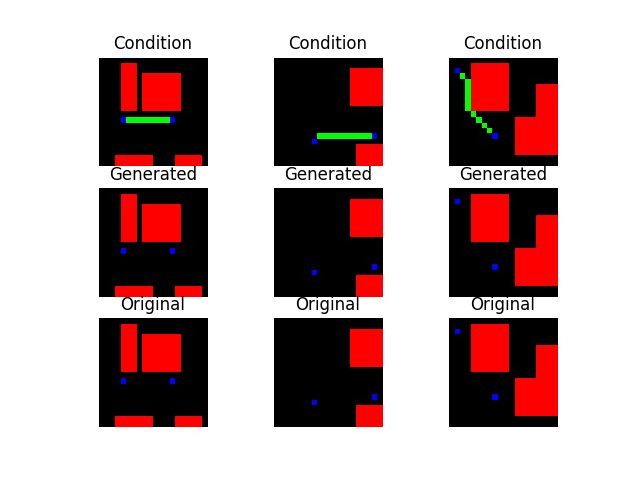 Condition Condition Condition
Generated Generated Generated
Original Original Original